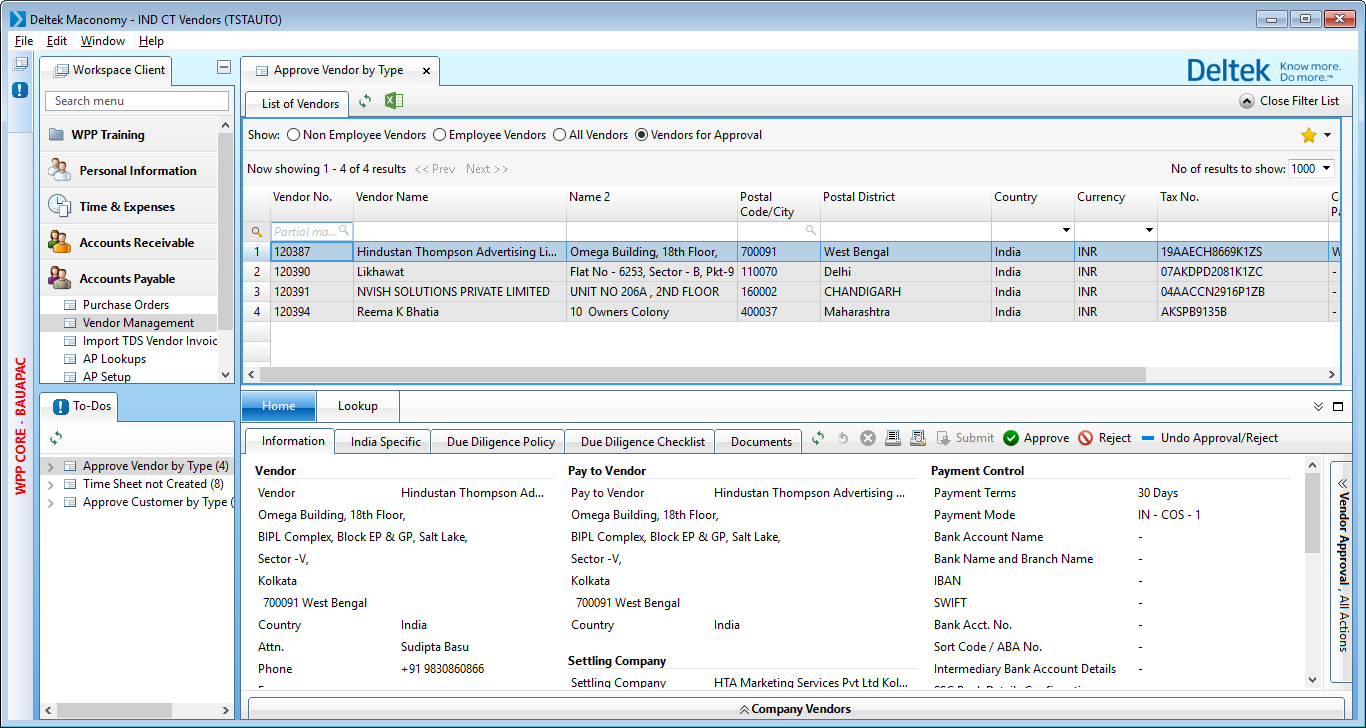 Deltek Maconomy - IND CT Vendors (TSTAUTO)
File Edit Window Help
Workspace Client
Search menu
WPP Training
Personal Information
Time & Expenses
Accounts Receivable
Accounts Payable
Purchase Orders
Vendor Management
Import TDS Vendor Invoic
AP Lookups
AP Setup
WPP CORE - BAUAPAC
To-Dos
Approve Vendor by Type (4)
Time Sheet not Created (8)
Approve Customer by Type (
Approve Vendor by Type
Deltek Know more.
Do more.™
List of Vendors Close Filter List
Show: Non Employee Vendors Employee Vendors All Vendors Vendors for Approval
Now showing 1 - 4 of 4 results << Prev Next >> No of results to show: 1000
Vendor No. Vendor Name Name 2 Postal Code/City Postal District Country Currency Tax No. C Pa
Partial ma...
1 120387 Hindustan Thompson Advertising Li... Omega Building, 18th Floor, 700091 West Bengal India INR 19AAECH8669K1ZS W
2 120390 Likhawat Flat No - 6253, Sector - B, Pkt-9 110070 Delhi India INR 07AKDPD2081K1ZC -
3 120391 NVISH SOLUTIONS PRIVATE LIMITED UNIT NO 206A , 2ND FLOOR 160002 CHANDIGARH India INR 04AACCN2916P1ZB -
4 120394 Reema K Bhatia 10 Owners Colony 400037 Maharashtra India INR AKSPB9135B -
Home Lookup
Information India Specific Due Diligence Policy Due Diligence Checklist Documents Submit Approve Reject Undo Approval/Reject
Vendor
Vendor Hindustan Thompson Ad...
Omega Building, 18th Floor,
BIPL Complex, Block EP & GP, Salt Lake,
Sector -V,
Kolkata
700091 West Bengal
Country India
Attn. Sudipta Basu
Phone +91 9830860866
Pay to Vendor
Pay to Vendor Hindustan Thompson Advertising ...
Omega Building, 18th Floor,
BIPL Complex, Block EP & GP, Salt Lake,
Sector -V,
Kolkata
700091 West Bengal
Country India
Settling Company
Settling Company HTA Marketing Services Pvt Ltd Kol...
Payment Control
Payment Terms 30 Days
Payment Mode IN - COS - 1
Bank Account Name -
Bank Name and Branch Name -
IBAN -
SWIFT -
Bank Acct. No. -
Sort Code / ABA No. -
Intermediary Bank Account Details -
Vendor Approval , All Actions
Company Vendors